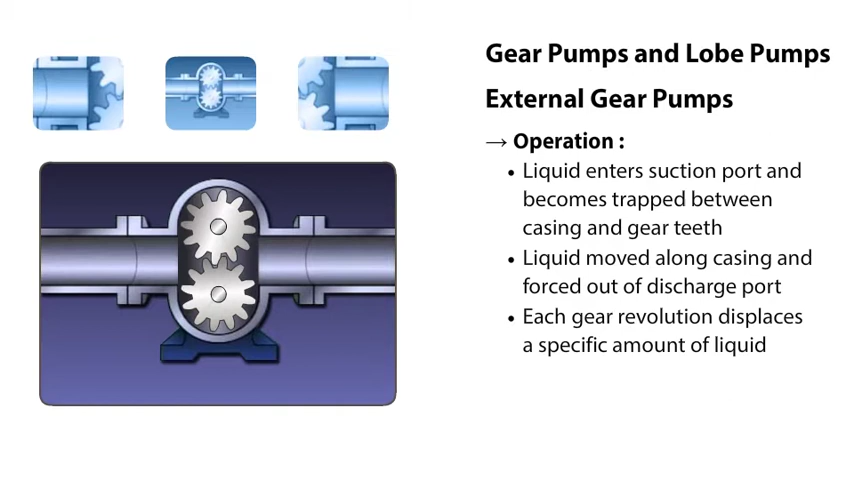 Gear Pumps and Lobe Pumps
External Gear Pumps
→ Operation :
• Liquid enters suction port and
becomes trapped between
casing and gear teeth
• Liquid moved along casing and
forced out of discharge port
• Each gear revolution displaces
a specific amount of liquid